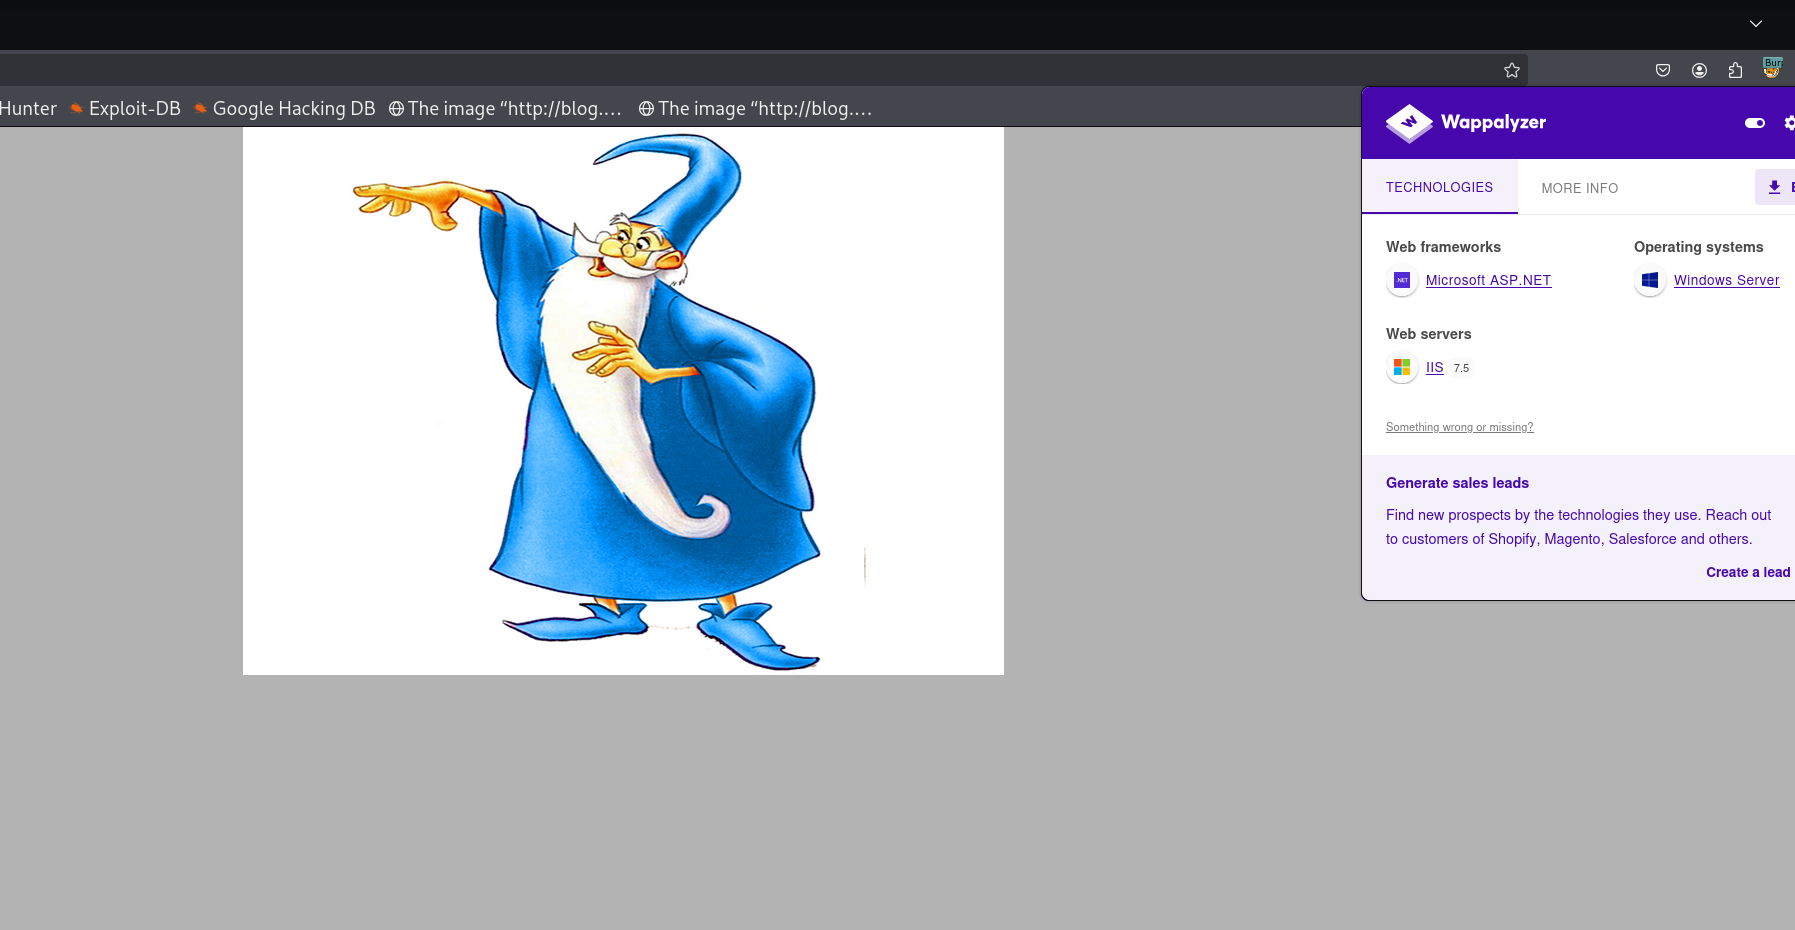 Hunter Exploit-DB Google Hacking DB The image “http://blog.… The image “http://blog.…
Wappalyzer
TECHNOLOGIES MORE INFO
Web frameworks
Microsoft ASP.NET
Operating systems
Windows Server
Web servers
IIS 7.5
Something wrong or missing?
Generate sales leads
Find new prospects by the technologies they use. Reach out
to customers of Shopify, Magento, Salesforce and others.
Create a lead